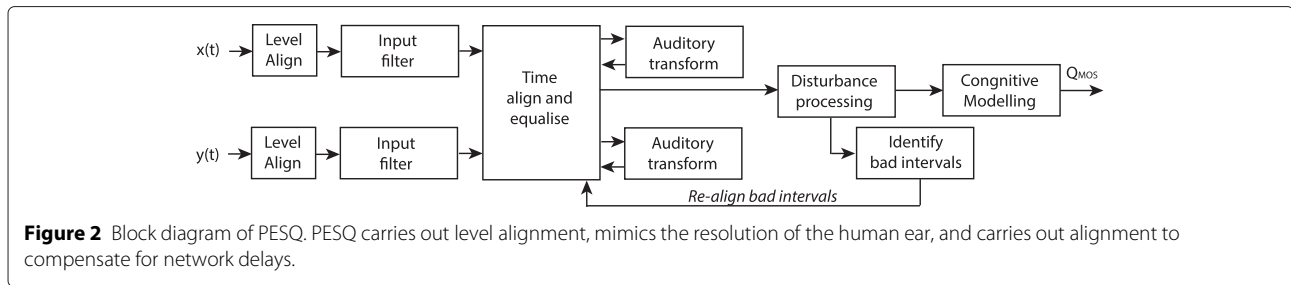 x(t)
Level
Align
Input
filter
Time
align and
equalise
Auditory
transform
Disturbance
processing
Congnitive
Modelling
QMOS
y(t)
Level
Align
Input
filter
Auditory
transform
Identify
bad intervals
Re-align bad intervals
Figure 2 Block diagram of PESQ. PESQ carries out level alignment, mimics the resolution of the human ear, and carries out alignment to
compensate for network delays.